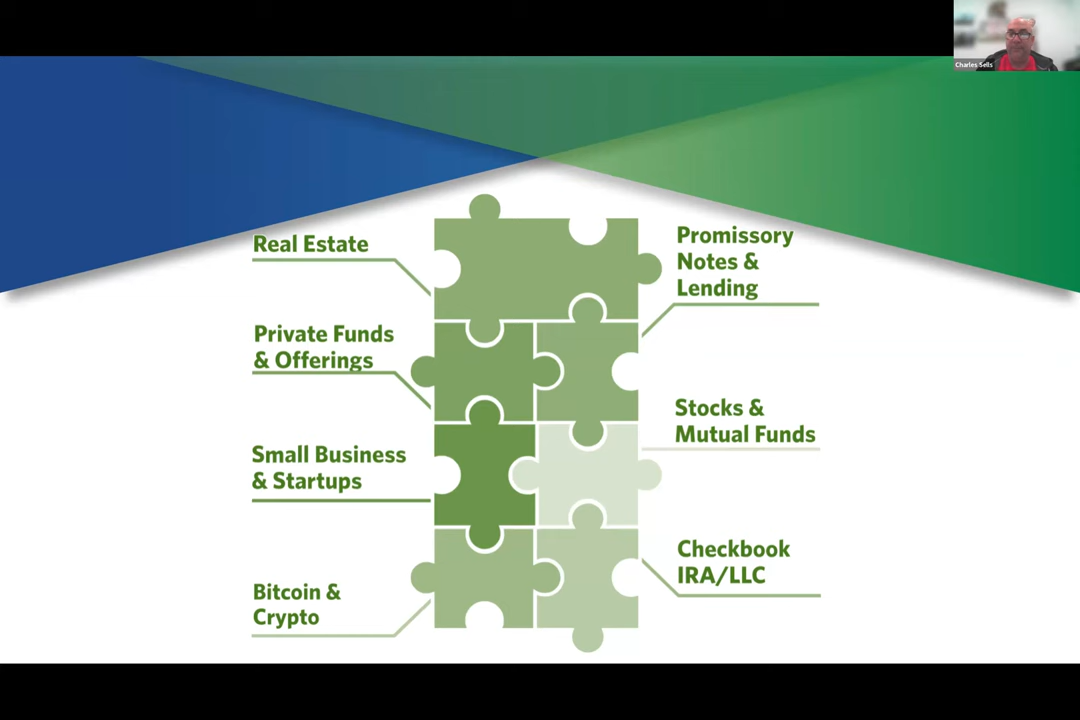 Charles Sells
Real Estate
Promissory
Notes &
Lending
Private Funds
& Offerings
Stocks &
Mutual Funds
Small Business
& Startups
Checkbook
IRA/LLC
Bitcoin &
Crypto